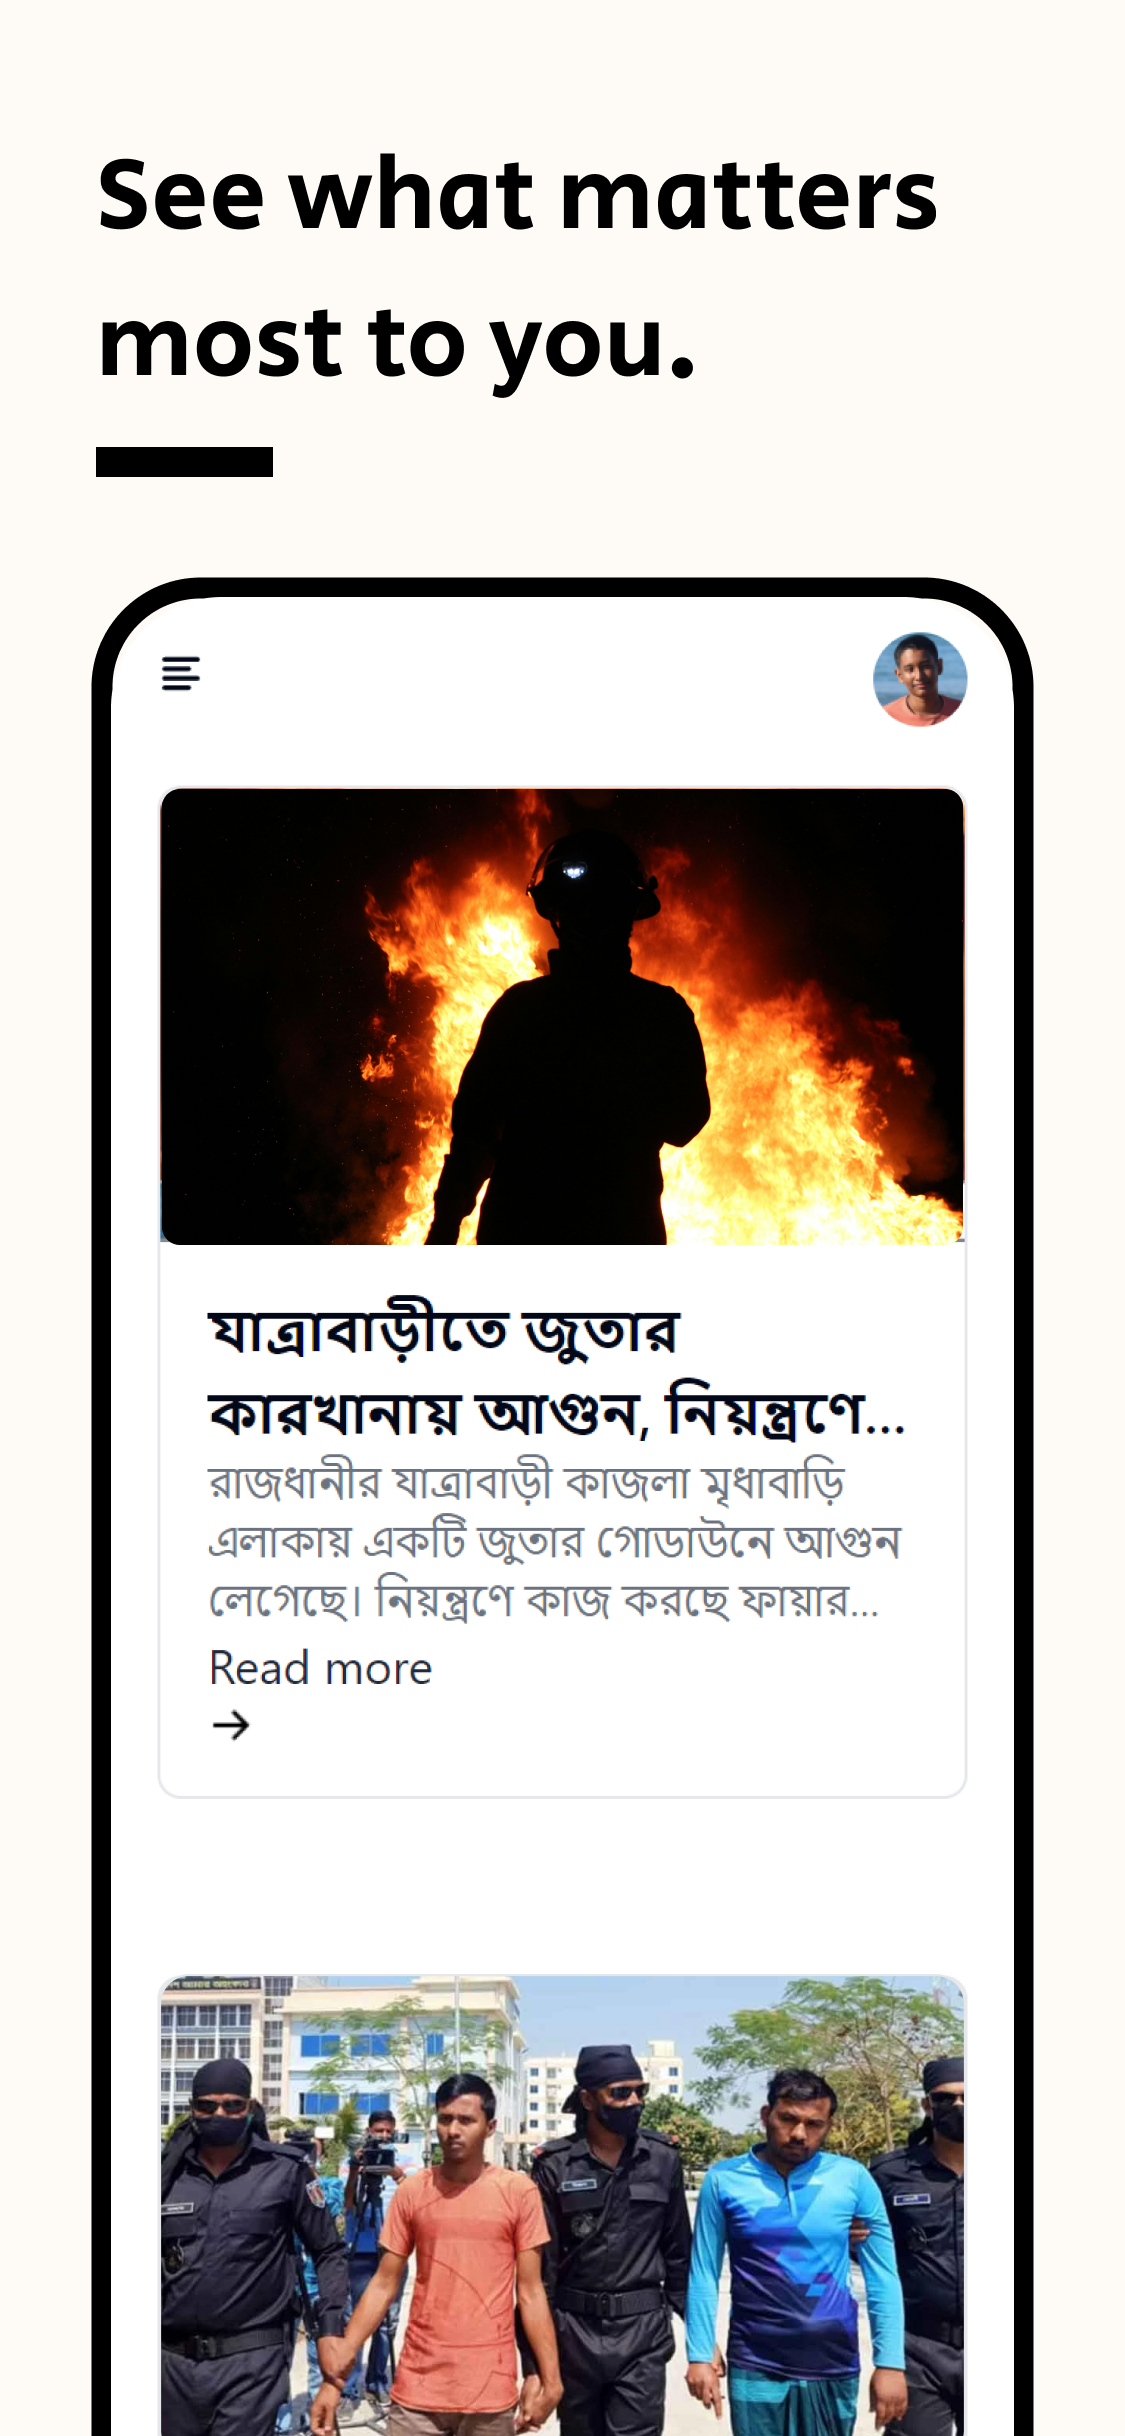 See what matters
most to you.
যাত্রাবাড়ীতে জুতার
কারখানায় আগুন, নিয়ন্ত্রণে...
রাজধানীর যাত্রাবাড়ী কাজলা মৃধাবাড়ি
এলাকায় একটি জুতার গোডাউনে আগুন
লেগেছে। নিয়ন্ত্রণে কাজ করছে ফায়ার...
Read more